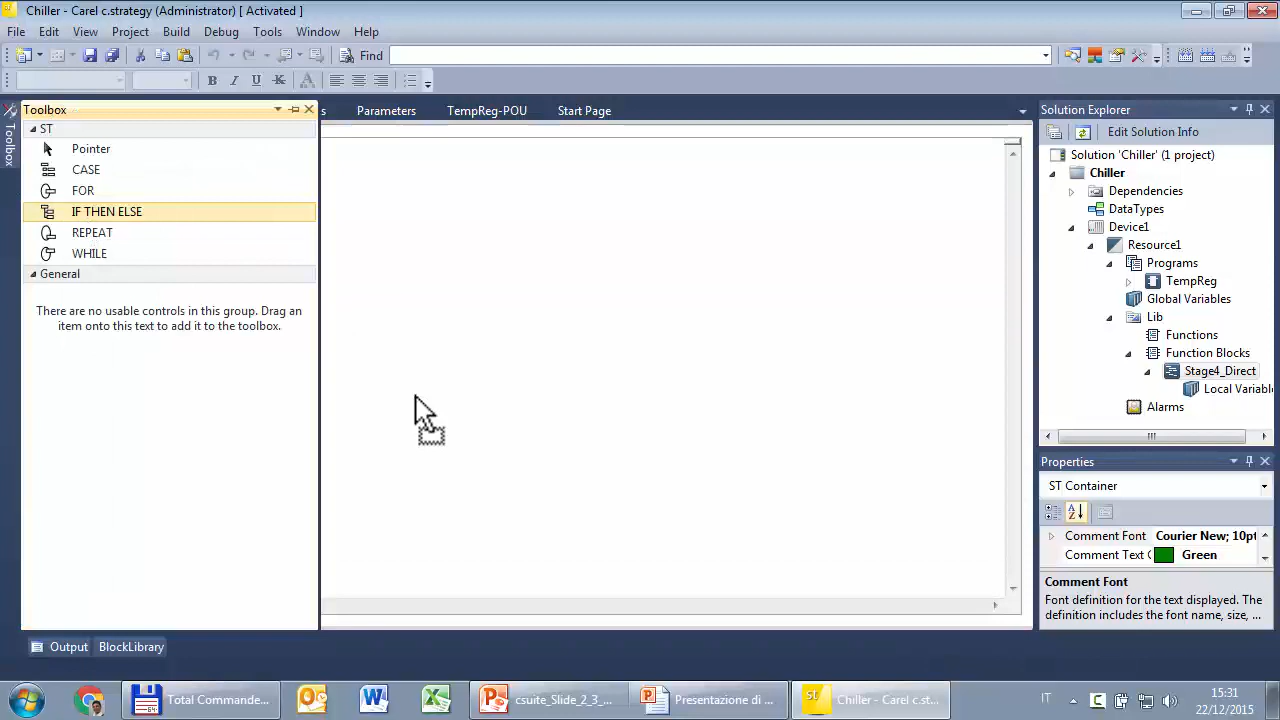 Chiller - Carel c.strategy (Administrator) [ Activated ]
File Edit View Project Build Debug Tools Window Help
Find
B I U
Toolbox
s Parameters TempReg-POU Start Page
Solution Explorer
Toolbox
ST
Pointer
CASE
FOR
IF THEN ELSE
REPEAT
WHILE
General
There are no usable controls in this group. Drag an
item onto this text to add it to the toolbox.
Edit Solution Info
Solution 'Chiller' (1 project)
Chiller
Dependencies
DataTypes
Device1
Resource1
Programs
TempReg
Global Variables
Lib
Functions
Function Blocks
Stage4_Direct
Local Variable
Alarms
Properties
ST Container
Comment Font Courier New; 10pt
Comment Text C Green
Comment Font
Font definition for the text displayed. The
definition includes the font name, size, ...
Output BlockLibrary
Total Commande...
csuite_Slide_2_3_...
Presentazione di ...
Chiller - Carel c.st...
IT
15:31
22/12/2015